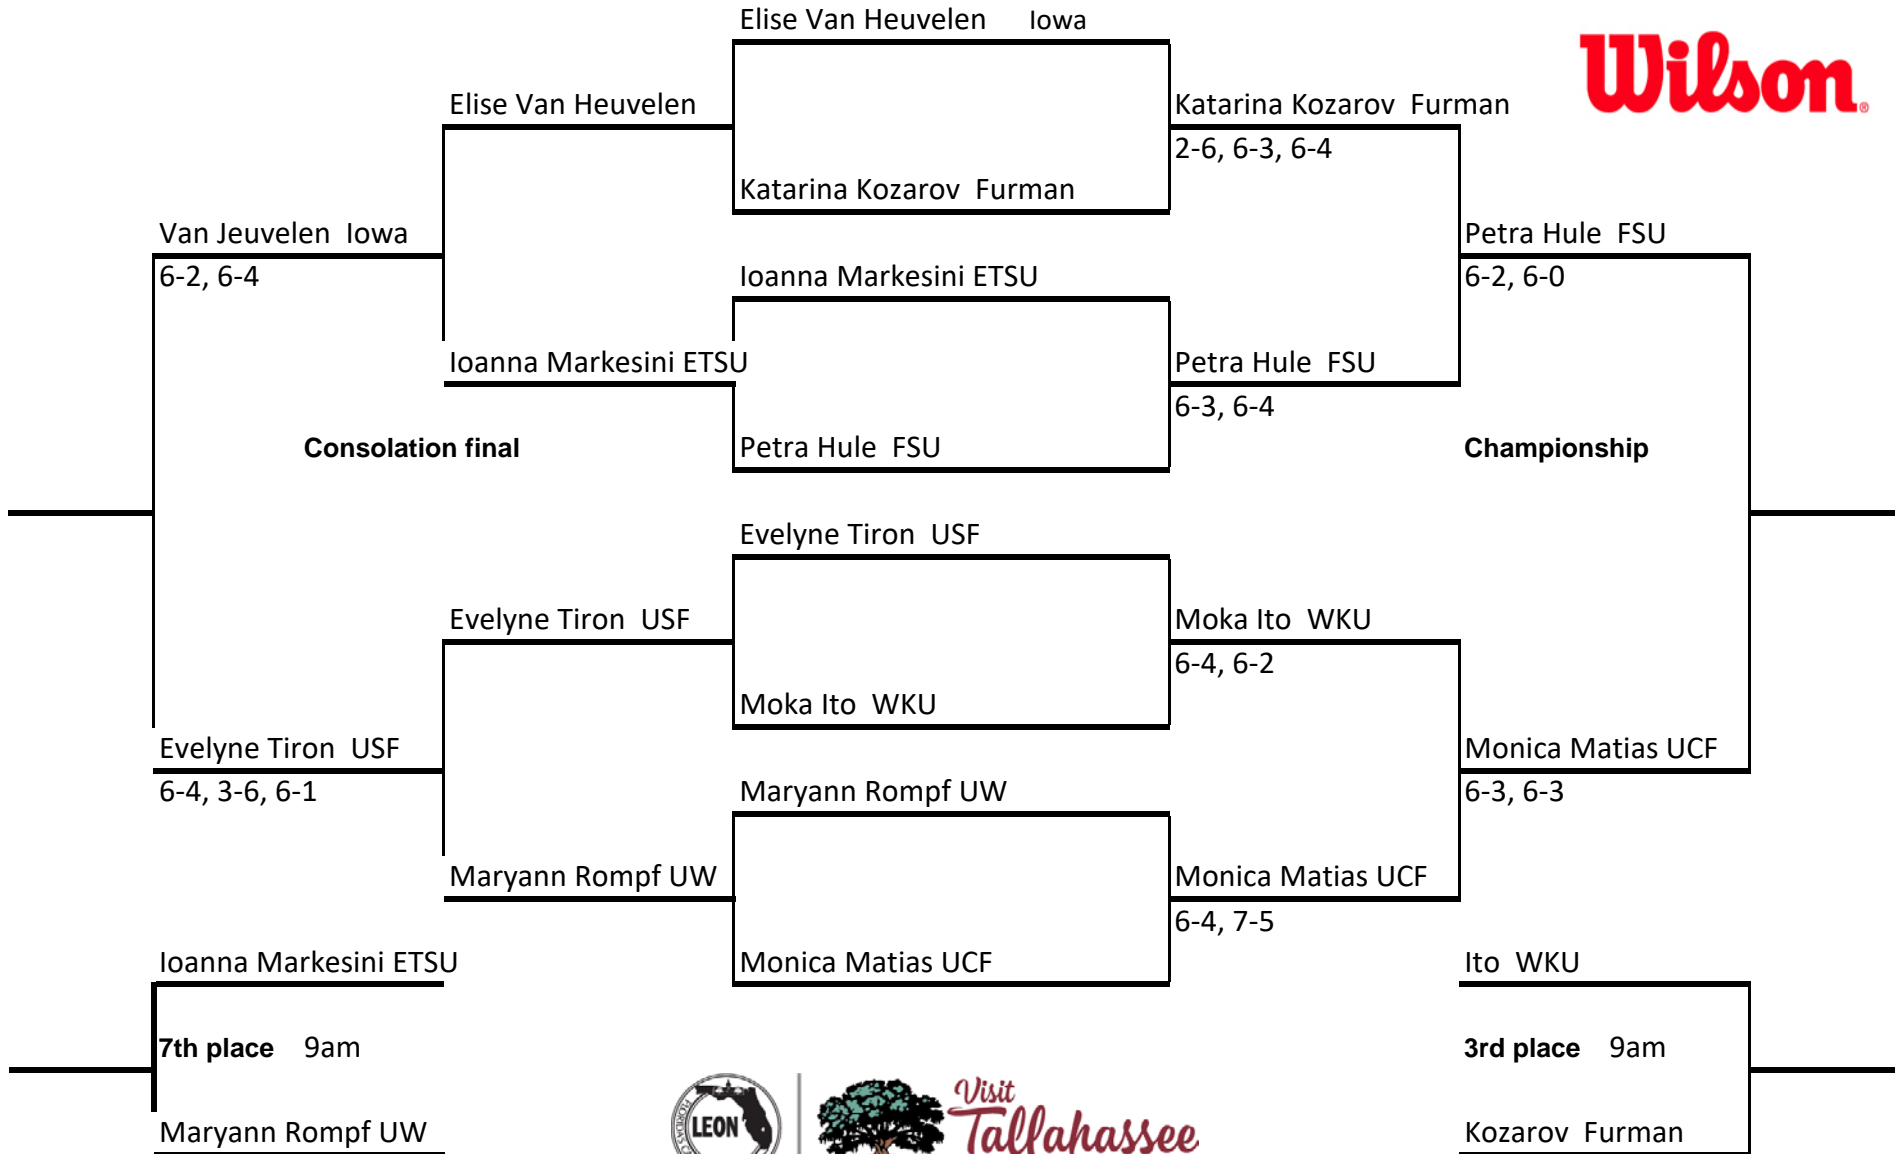 Elise Van Heuvelen Iowa
Wilson
Elise Van Heuvelen
Katarina Kozarov Furman
2-6, 6-3, 6-4
Katarina Kozarov Furman
Van Jeuvelen Iowa
Petra Hule FSU
6-2, 6-4
Ioanna Markesini ETSU
6-2, 6-0
Ioanna Markesini ETSU
Petra Hule FSU
6-3, 6-4
Consolation final
Petra Hule FSU
Championship
Evelyne Tiron USF
Evelyne Tiron USF
Moka Ito WKU
6-4, 6-2
Moka Ito WKU
Evelyne Tiron USF
Monica Matias UCF
6-4, 3-6, 6-1
Maryann Rompf UW
6-3, 6-3
Maryann Rompf UW
Monica Matias UCF
6-4, 7-5
Ioanna Markesini ETSU
Monica Matias UCF
Ito WKU
7th place 9am
3rd place 9am
LEON
Visit
Tallahassee
Maryann Rompf UW
Kozarov Furman